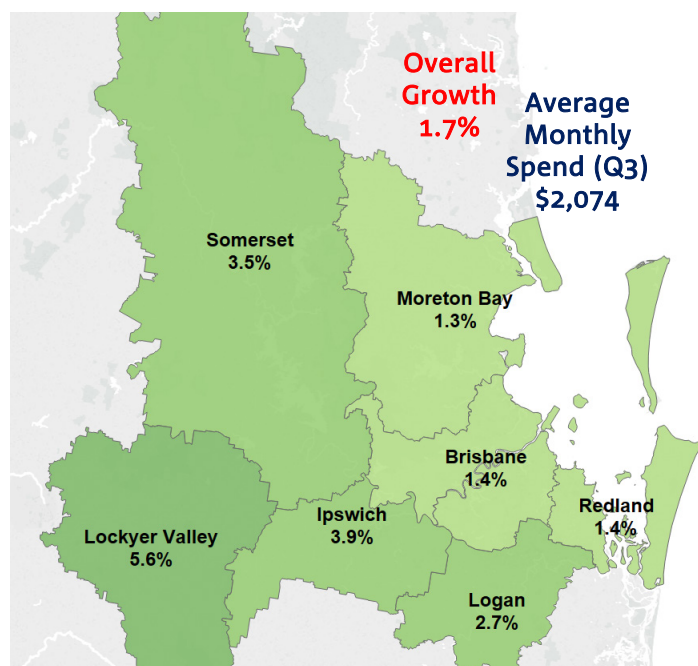 Overall
Growth
1.7%
Average
Monthly
Spend (Q3)
$2,074
Somerset
3.5%
Moreton Bay
1.3%
Brisbane
1.4%
Redland
1.4%
Ipswich
3.9%
Lockyer Valley
5.6%
Logan
2.7%